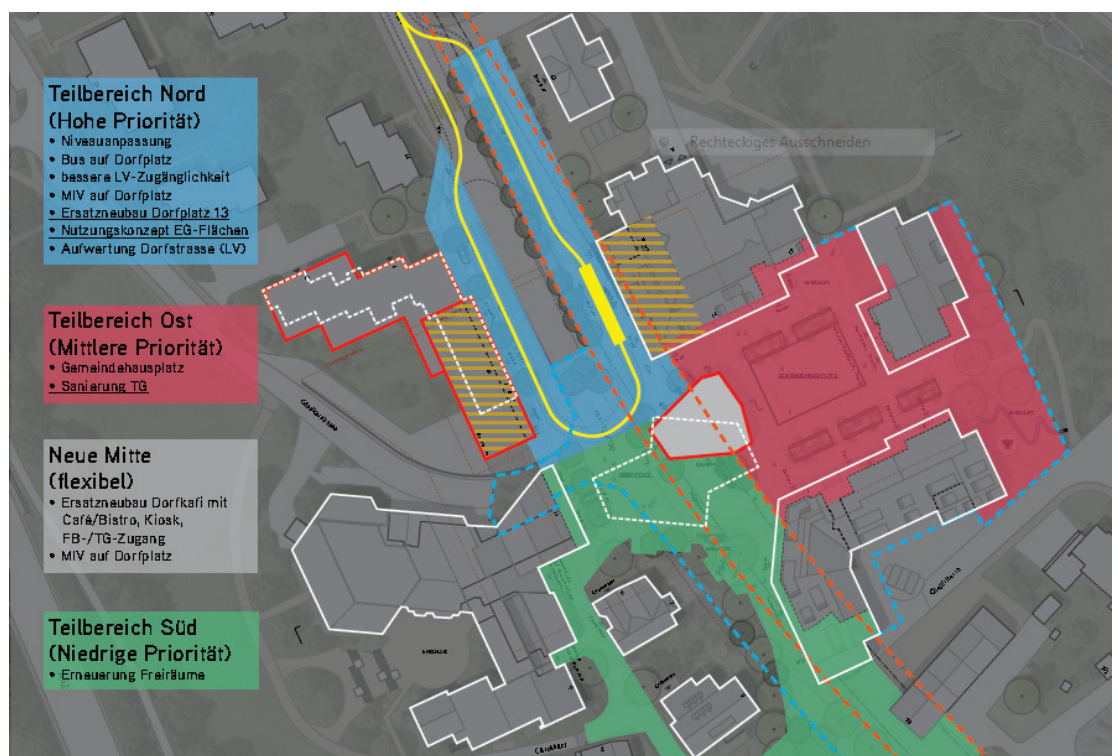 Teilbereich Nord
(Hohe Priorität)
• Niveauanpassung
• Bus auf Dorfplatz
• bessere LV-Zugänglichkeit
• MIV auf Dorfplatz
• Ersatzneubau Dorfplatz 13
• Nutzungskonzept EG-Flächen
• Aufwertung Dorfstrasse (LV)
Rechteckiges Ausschneiden
Teilbereich Ost
(Mittlere Priorität)
• Gemeindehausplatz
• Sanierung TG
Neue Mitte
(flexibel)
• Ersatzneubau Dorfkafi mit
Café/Bistro, Kiosk,
FB-/TG-Zugang
• MIV auf Dorfplatz
Teilbereich Süd
(Niedrige Priorität)
• Erneuerung Freiräume